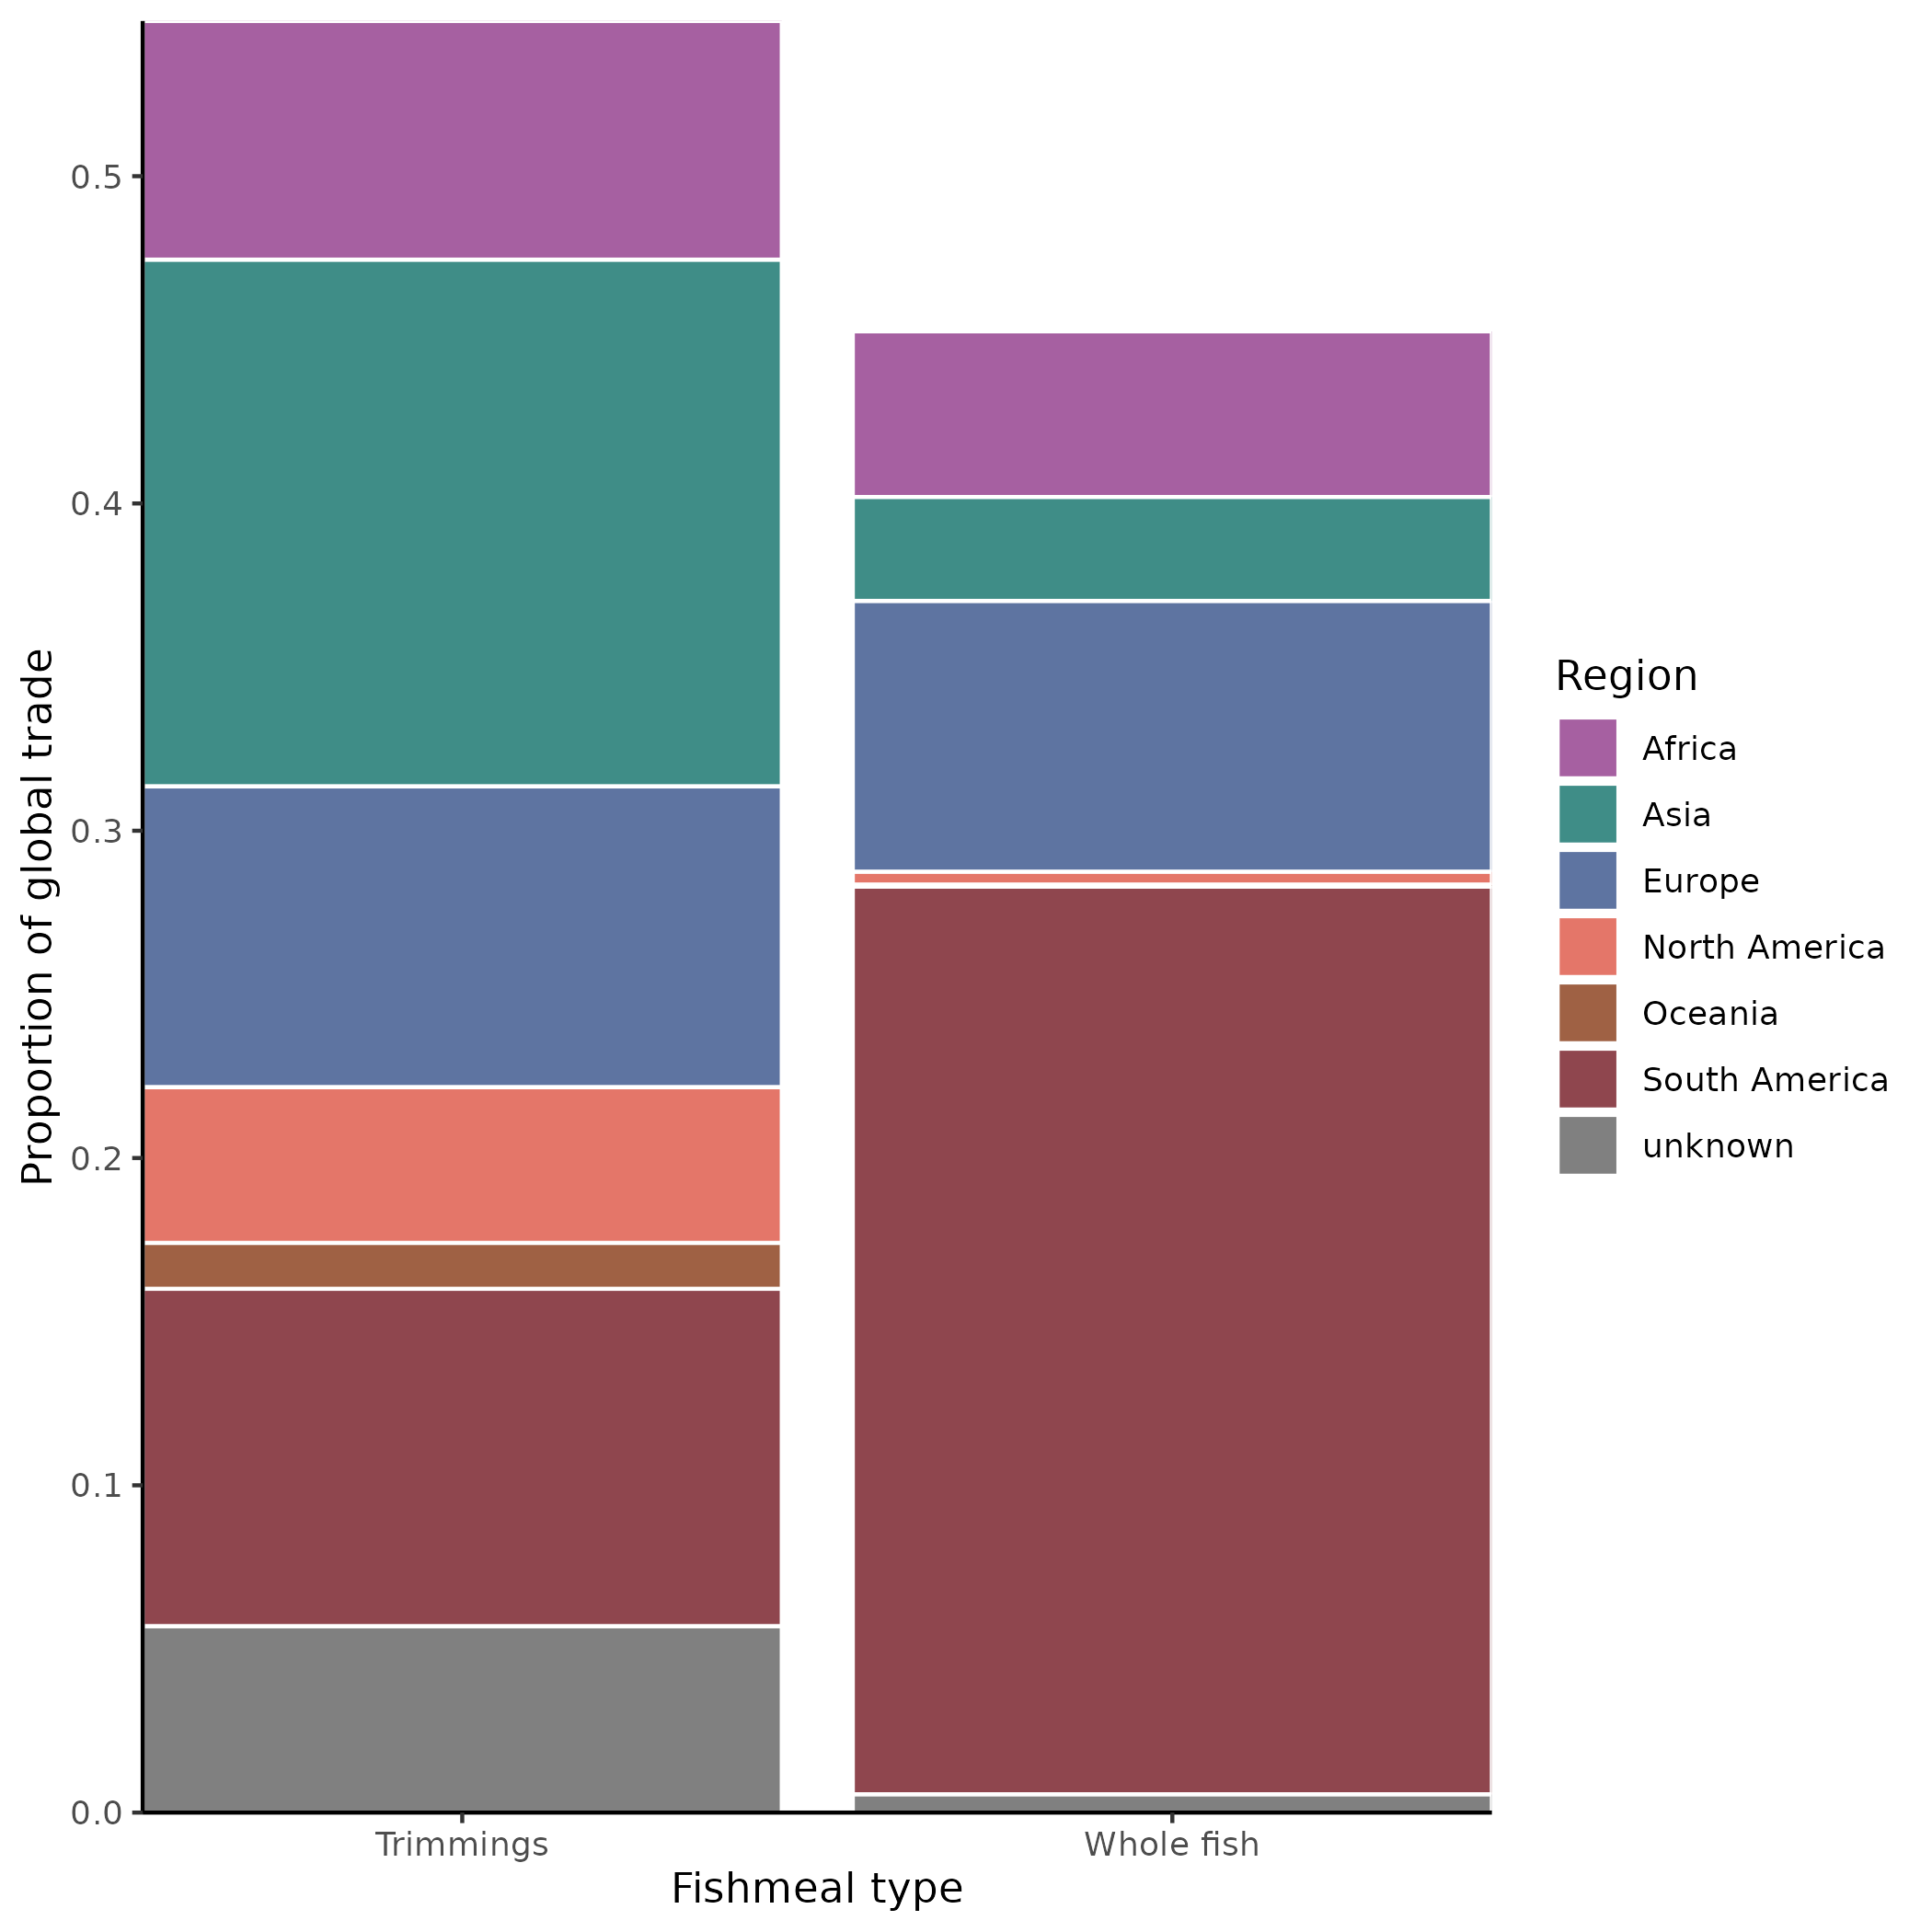 Proportion of global trade
0.5
0.4
0.3
0.2
0.1
0.0
Trimmings
Whole fish
Fishmeal type
Region
Africa
Asia
Europe
North America
Oceania
South America
unknown